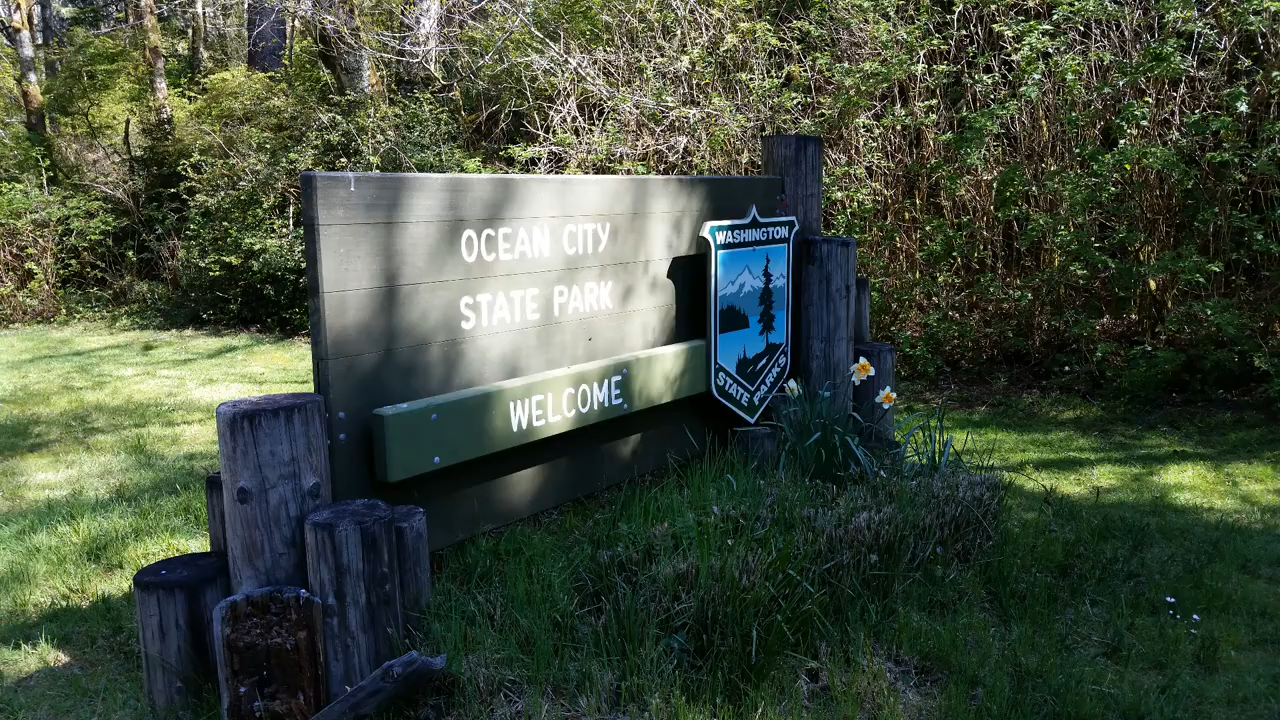 OCEAN CITY
STATE PARK
WELCOME
WASHINGTON
STATE PARKS